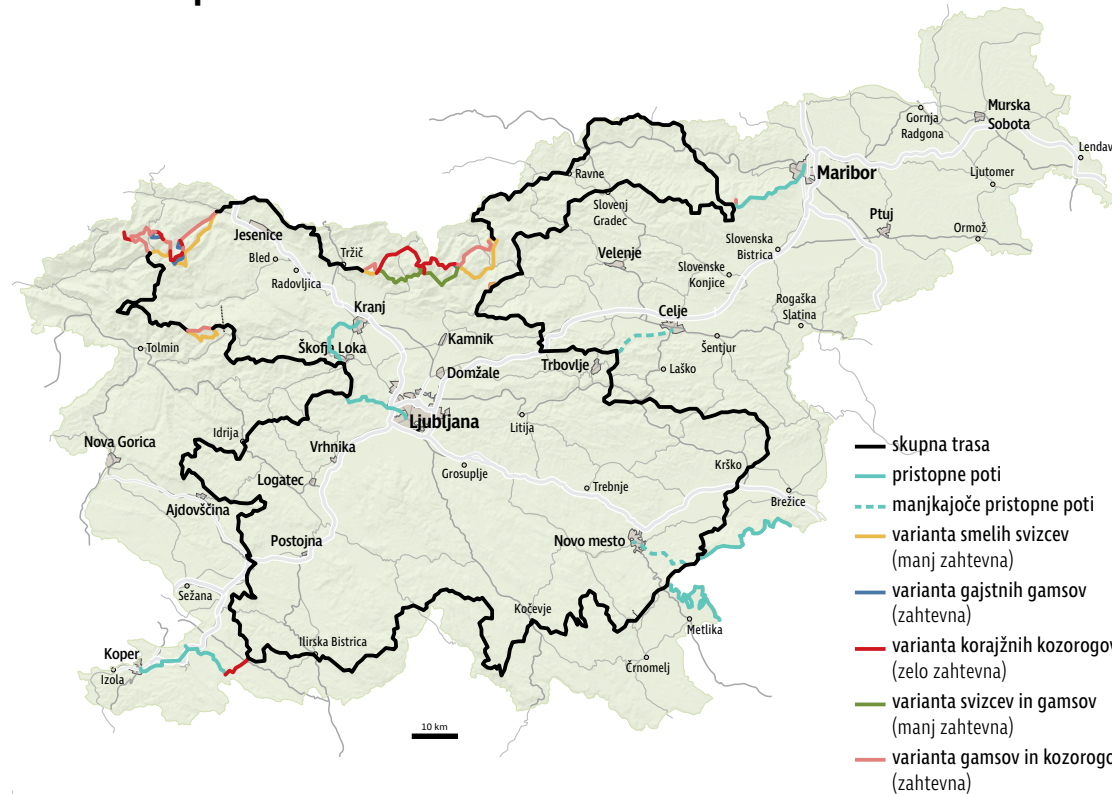 Murska
Sobota
Gornja
Radgona
Lendav
Ljutomer
Maribor
Ravne
Slovenj
Gradec
Ptuj
Ormož
Jesenice
Tržič
Bled
Radovljica
Velenje
Slovenska
Bistrica
Slovenske
Konjice
Rogaška
Slatina
Kranj
Celje
Kamnik
Šentjur
Tolmin
Škofja Loka
Domžale
Trbovlje
Laško
Ljubljana
Litija
Idrija
Nova Gorica
Vrhnika
Grosuplje
Krško
Logatec
Trebnje
Brežice
Ajdovščina
Postojna
Novo mesto
Sežana
Kočevje
Metlika
Ilirska Bistrica
Koper
Izola
Črnomelj
10 km
skupna trasa
pristopne poti
manjkajoče pristopne poti
varianta smelih svizcev
(manj zahtevna)
varianta gajstnih gamsov
(zahtevna)
varianta korajžnih kozorogov
(zelo zahtevna)
varianta svizcev in gamsov
(manj zahtevna)
varianta gamsov in kozorogo
(zahtevna)